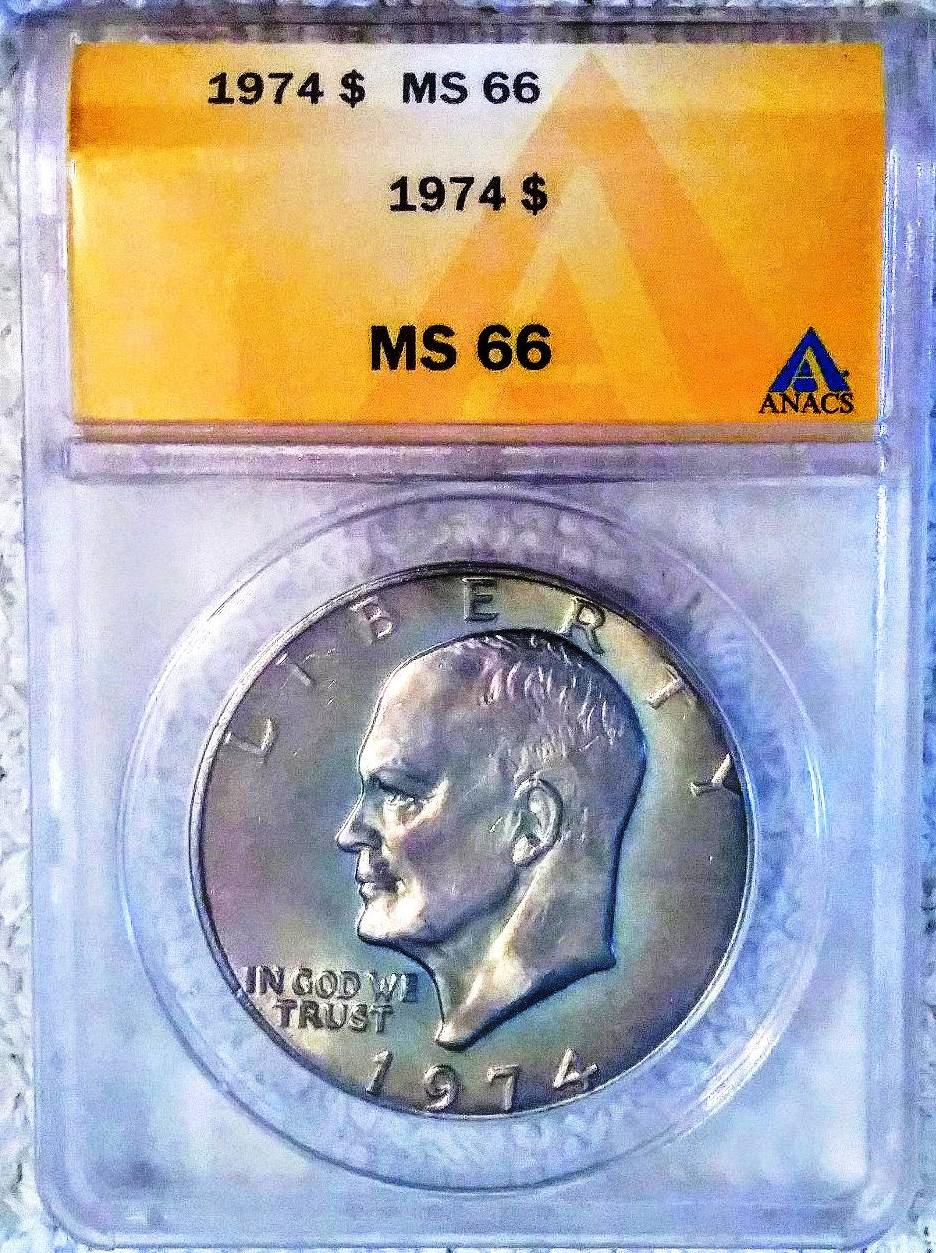 1974 $ MS 66
1974 $
MS 66
ANACS
LIBERTY
IN GOD WE
TRUST
1974